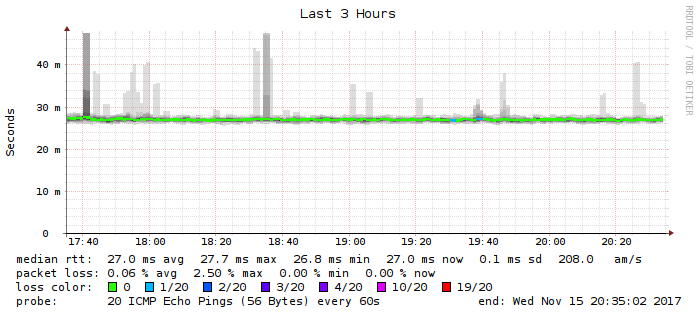 Last 3 Hours
RRDTOOL / TOBI OETIKER
Seconds
40 m
30 m
20 m
10 m
0
17:40 18:00 18:20 18:40 19:00 19:20 19:40 20:00 20:20
median rtt: 27.0 ms avg 27.7 ms max 26.8 ms min 27.0 ms now 0.1 ms sd 208.0 am/s
packet loss: 0.06 % avg 2.50 % max 0.00 % min 0.00 % now
loss color: 0 1/20 2/20 3/20 4/20 10/20 19/20
probe: 20 ICMP Echo Pings (56 Bytes) every 60s end: Wed Nov 15 20:35:02 2017